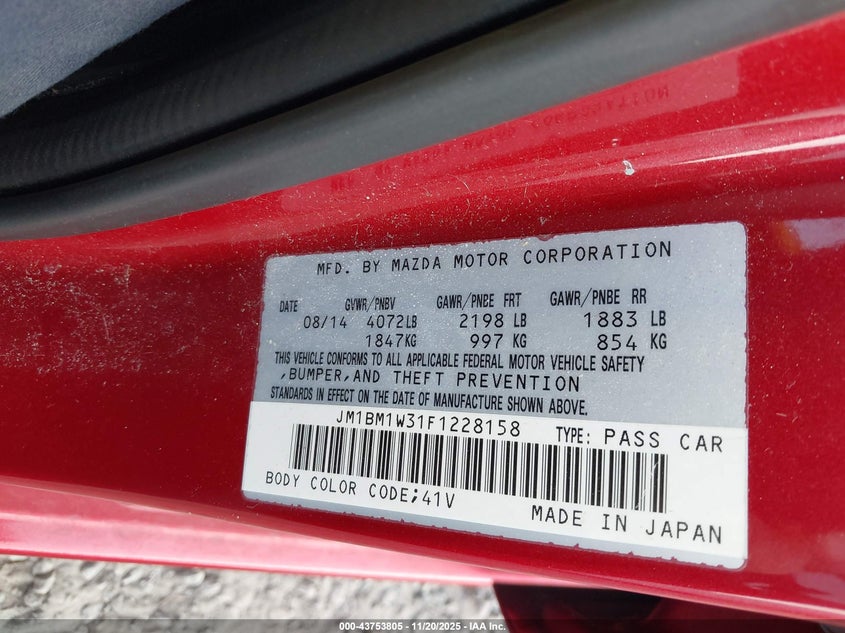 MFD. BY MAZDA MOTOR CORPORATION
DATE GVWR/PNBV GAWR/PNBE FRT GAWR/PNBE RR
08/14 4072LB 2198 LB 1883 LB
1847KG 997 KG 854 KG
THIS VEHICLE CONFORMS TO ALL APPLICABLE FEDERAL MOTOR VEHICLE SAFETY
,BUMPER,AND THEFT PREVENTION
STANDARDS IN EFFECT ON THE DATE OF MANUFACTURE SHOWN ABOVE.
JM1BM1W31F1228158 TYPE: PASS CAR
BODY COLOR CODE;41V
MADE IN JAPAN
000-43753805 | 11/20/2025 | IAA Inc.